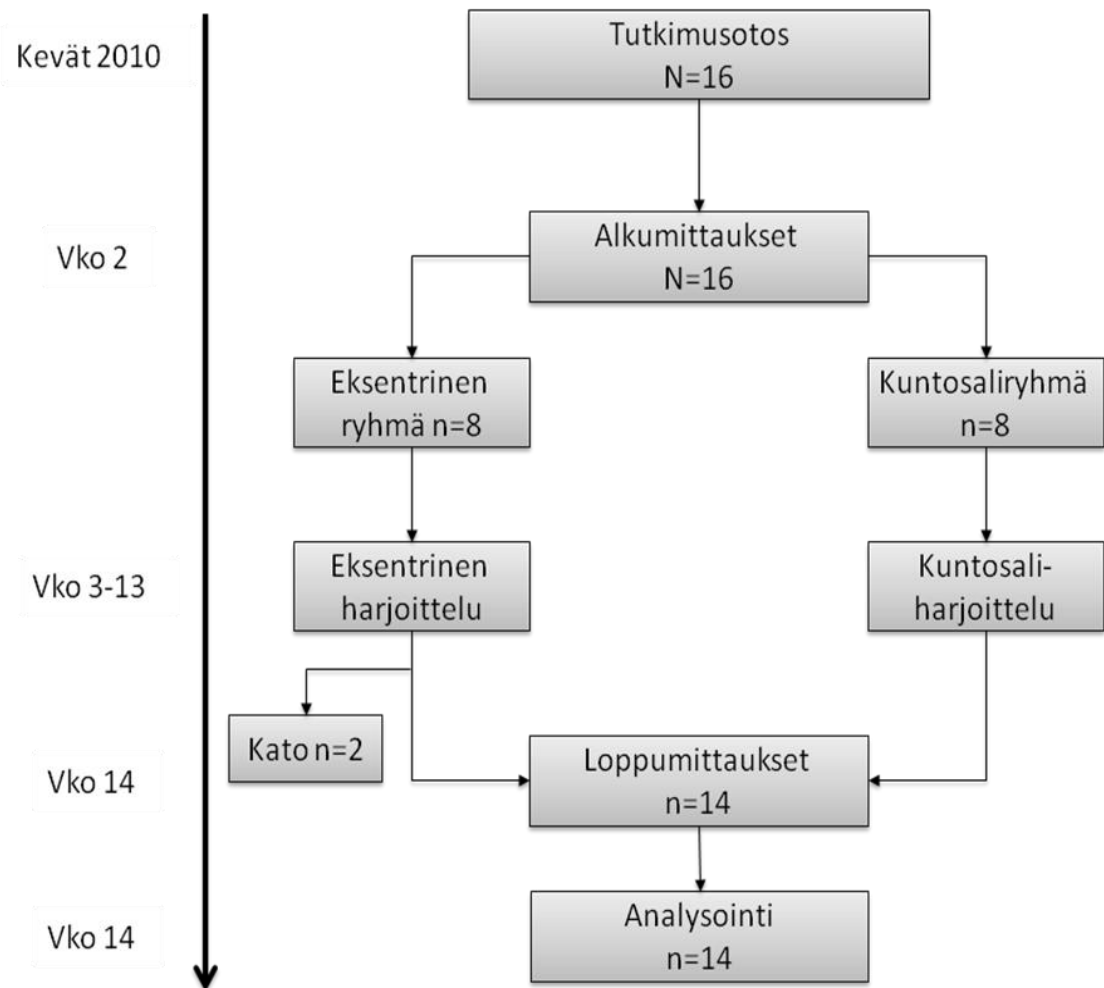 Kevät 2010
Tutkimusotos
N=16
Vko 2
Alkumittaukset
N=16
Eksentrinen
ryhmä n=8
Kuntosaliryhmä
n=8
Vko 3-13
Eksentrinen
harjoittelu
Kuntosali-
harjoittelu
Kato n=2
Vko 14
Loppumittaukset
n=14
Vko 14
Analysointi
n=14